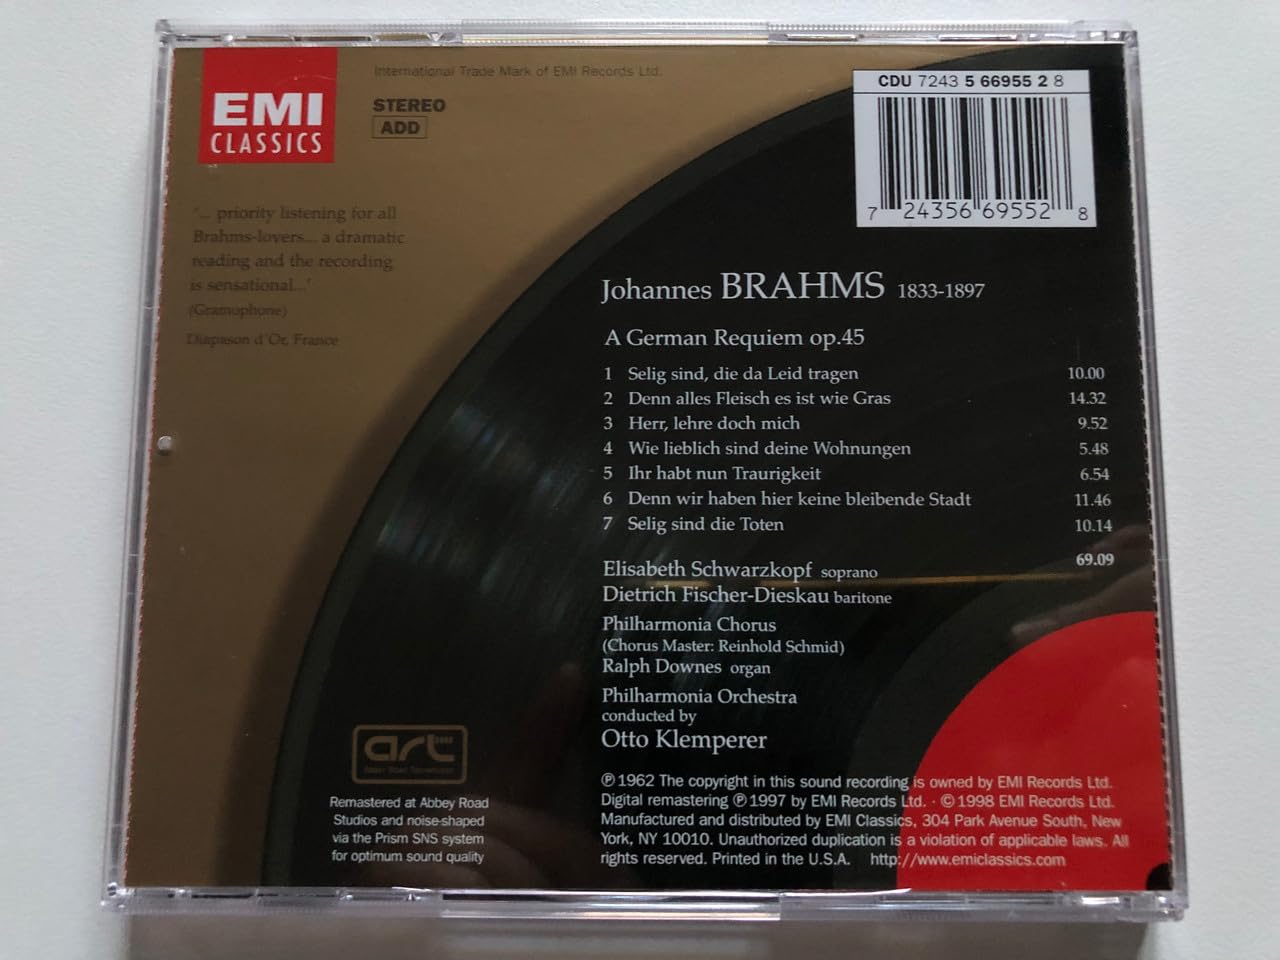 EMI
CLASSICS
International Trade Mark of EMI Records Ltd.
STEREO
ADD
'... priority listening for all
Brahms-lovers... a dramatic
reading and the recording
is sensational...'
(Gramophone)
Diapason d'Or, France
CDU 7243 5 66955 2 8
7 24356 69552 8
Johannes BRAHMS 1833-1897
A German Requiem op.45
1 Selig sind, die da Leid tragen 10.00
2 Denn alles Fleisch es ist wie Gras 14.32
3 Herr, lehre doch mich 9.52
4 Wie lieblich sind deine Wohnungen 5.48
5 Ihr habt nun Traurigkeit 6.54
6 Denn wir haben hier keine bleibende Stadt 11.46
7 Selig sind die Toten 10.14
69.09
Elisabeth Schwarzkopf soprano
Dietrich Fischer-Dieskau baritone
Philharmonia Chorus
(Chorus Master: Reinhold Schmid)
Ralph Downes organ
Philharmonia Orchestra
conducted by
Otto Klemperer
art
Remastered at Abbey Road
Studios and noise-shaped
via the Prism SNS system
for optimum sound quality
℗ 1962 The copyright in this sound recording is owned by EMI Records Ltd.
Digital remastering ℗ 1997 by EMI Records Ltd. · © 1998 EMI Records Ltd.
Manufactured and distributed by EMI Classics, 304 Park Avenue South, New
York, NY 10010. Unauthorized duplication is a violation of applicable laws. All
rights reserved. Printed in the U.S.A. http://www.emiclassics.com